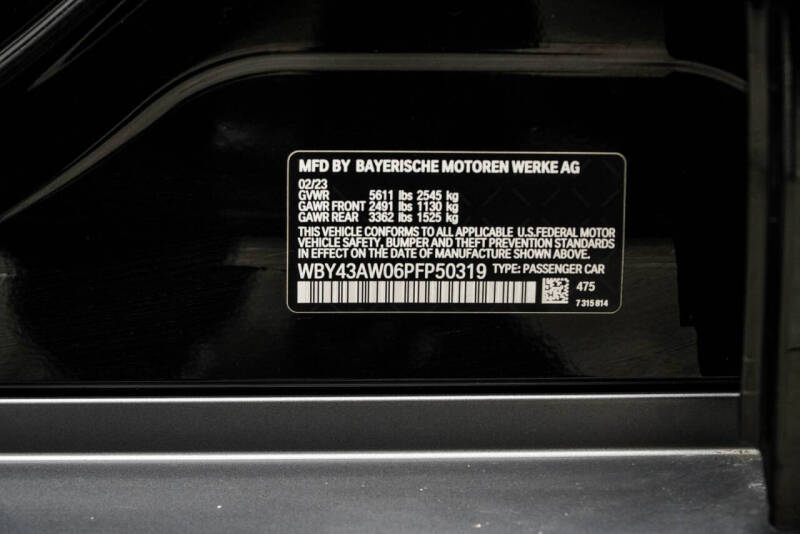 MFD BY BAYERISCHE MOTOREN WERKE AG
02/23
GVWR 5611 lbs 2545 kg
GAWR FRONT 2491 lbs 1130 kg
GAWR REAR 3362 lbs 1525 kg
THIS VEHICLE CONFORMS TO ALL APPLICABLE U.S.FEDERAL MOTOR
VEHICLE SAFETY, BUMPER AND THEFT PREVENTION STANDARDS
IN EFFECT ON THE DATE OF MANUFACTURE SHOWN ABOVE.
WBY43AW06PFP50319 TYPE: PASSENGER CAR
475
7 315 814